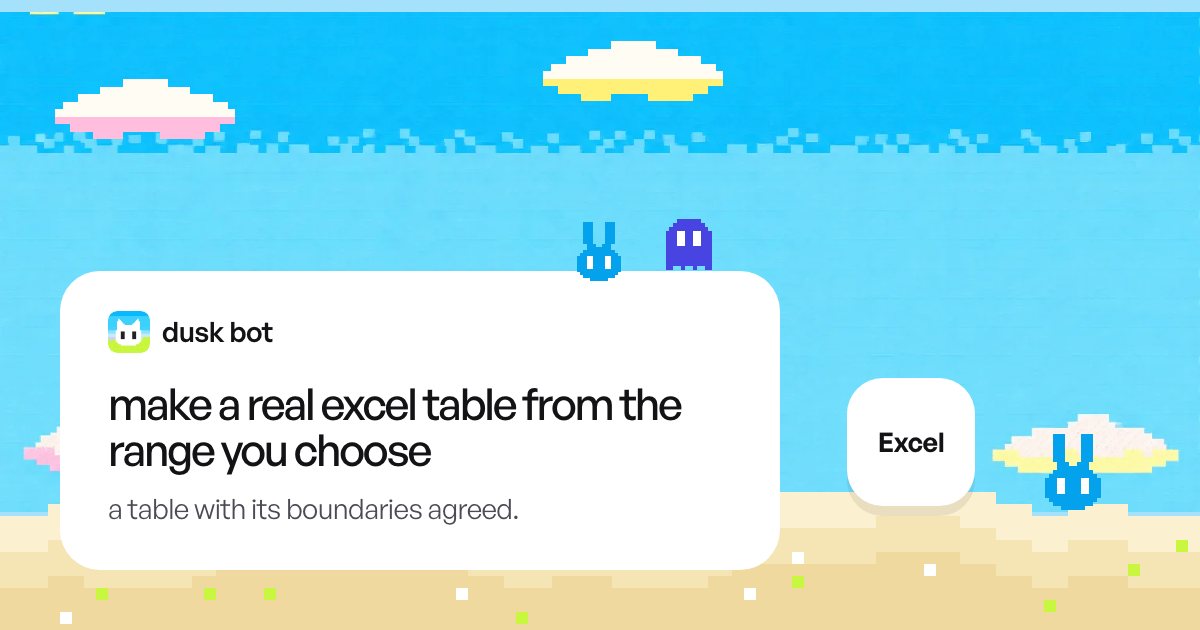 dusk bot
make a real excel table from the
range you choose
a table with its boundaries agreed.
Excel